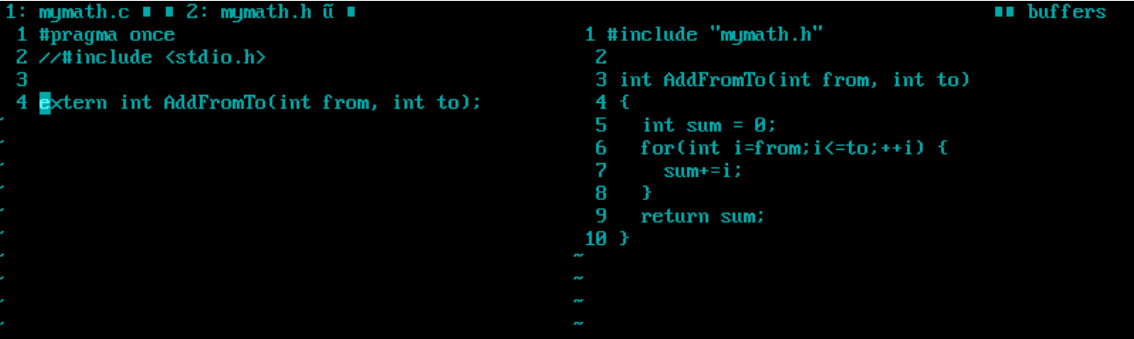 1: mymath.c ■ ■ 2: mymath.h ű ■ ■■ buffers
1 #pragma once
2 //#include <stdio.h>
3
4 extern int AddFromTo(int from, int to);
1 #include "mymath.h"
2
3 int AddFromTo(int from, int to)
4 {
5   int sum = 0;
6   for(int i=from;i<=to;++i) {
7     sum+=i;
8   }
9   return sum;
10 }
~
~
~
~